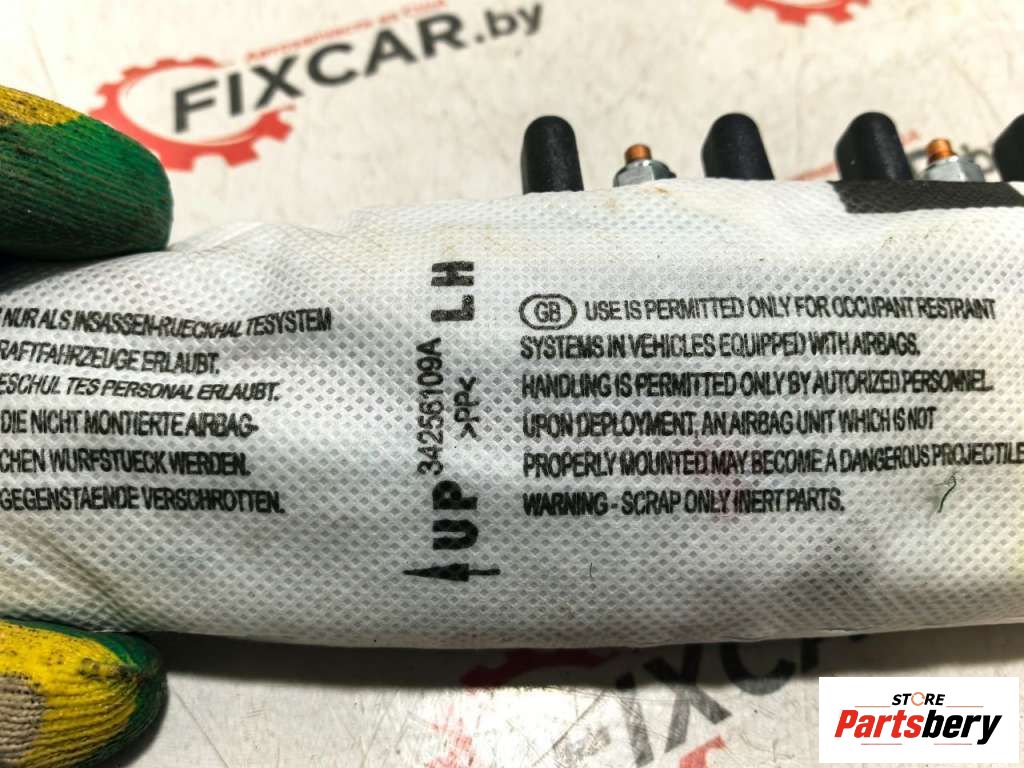 FIXCAR.by
NUR ALS INSASSEN-RUECKHALTESYSTEM
RAFTFAHRZEUGE ERLAUBT.
ESCHULTES PERSONAL ERLAUBT.
DIE NICHT MONTIERTE AIRBAG-
CHEN WURFSTUECK WERDEN.
GEGENSTAENDE VERSCHROTTEN.
UP 34256109A LH
>PP<
GB USE IS PERMITTED ONLY FOR OCCUPANT RESTRAINT
SYSTEMS IN VEHICLES EQUIPPED WITH AIRBAGS.
HANDLING IS PERMITTED ONLY BY AUTORIZED PERSONNEL.
UPON DEPLOYMENT, AN AIRBAG UNIT WHICH IS NOT
PROPERLY MOUNTED MAY BECOME A DANGEROUS PROJECTILE
WARNING - SCRAP ONLY INERT PARTS.
FIXCA
STORE
Partsbery